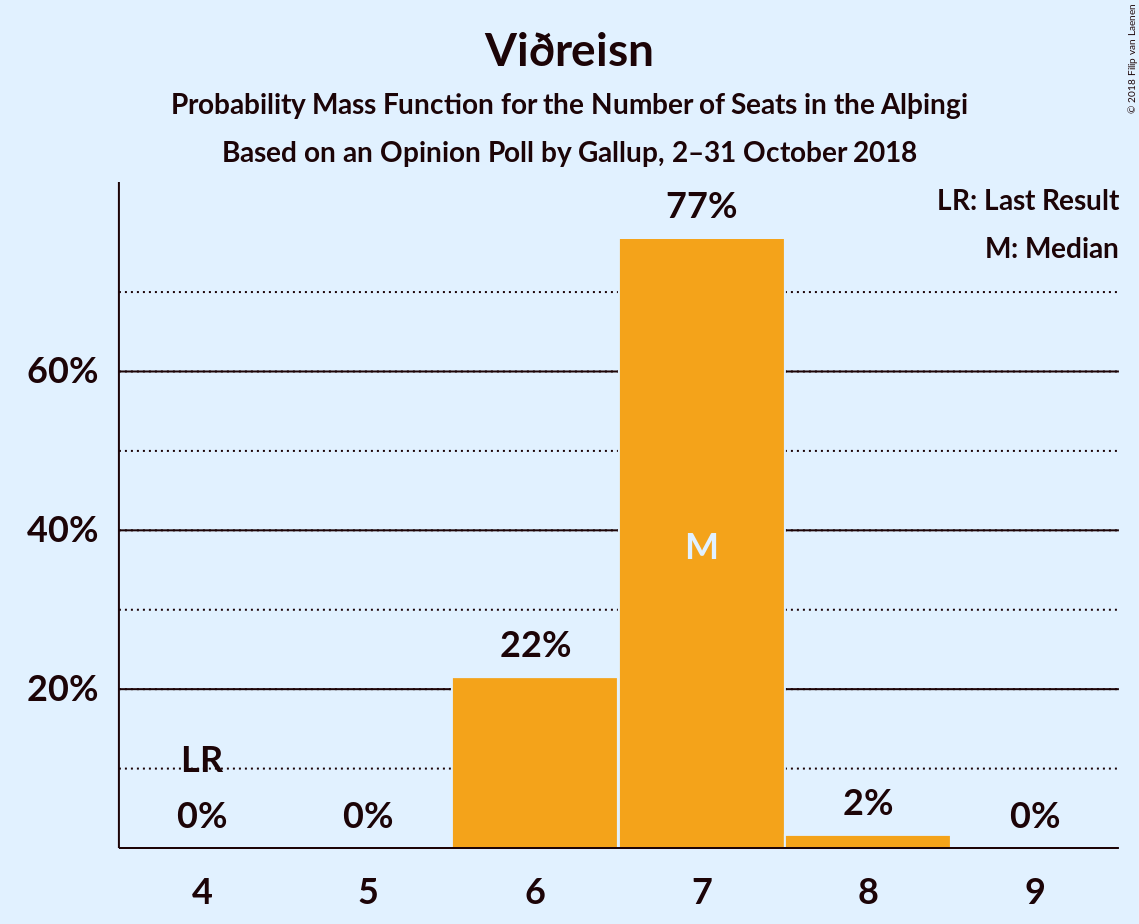 Viðreisn
Probability Mass Function for the Number of Seats in the Alþingi
Based on an Opinion Poll by Gallup, 2–31 October 2018
© 2018 Filip van Laenen
LR: Last Result
M: Median
77%
60%
40%
20%
M
22%
LR
0%
0%
2%
0%
4
5
6
7
8
9